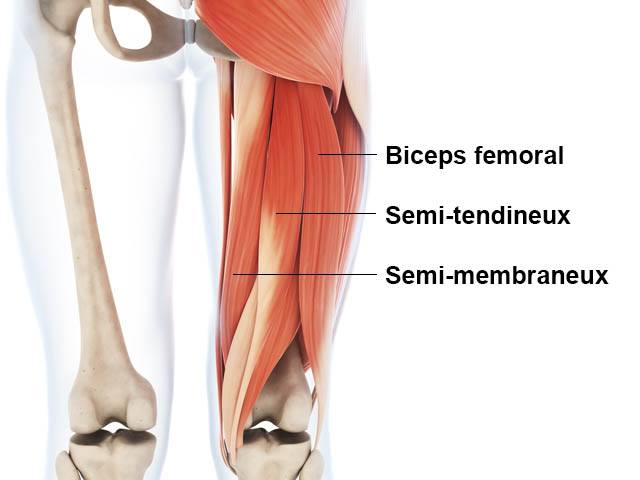 Biceps femoral
Semi-tendineux
Semi-membraneux